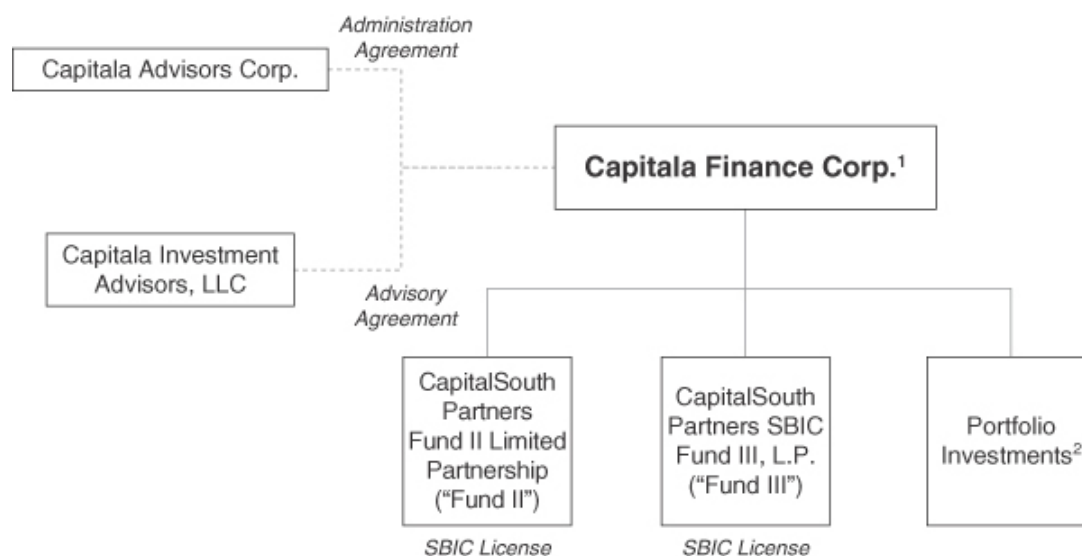 Administration
Agreement
Capitala Advisors Corp.
Capitala Finance Corp.¹
Capitala Investment
Advisors, LLC
Advisory
Agreement
CapitalSouth
Partners
Fund II Limited
Partnership
(“Fund II”)
SBIC License
CapitalSouth
Partners SBIC
Fund III, L.P.
(“Fund III”)
SBIC License
Portfolio
Investments²